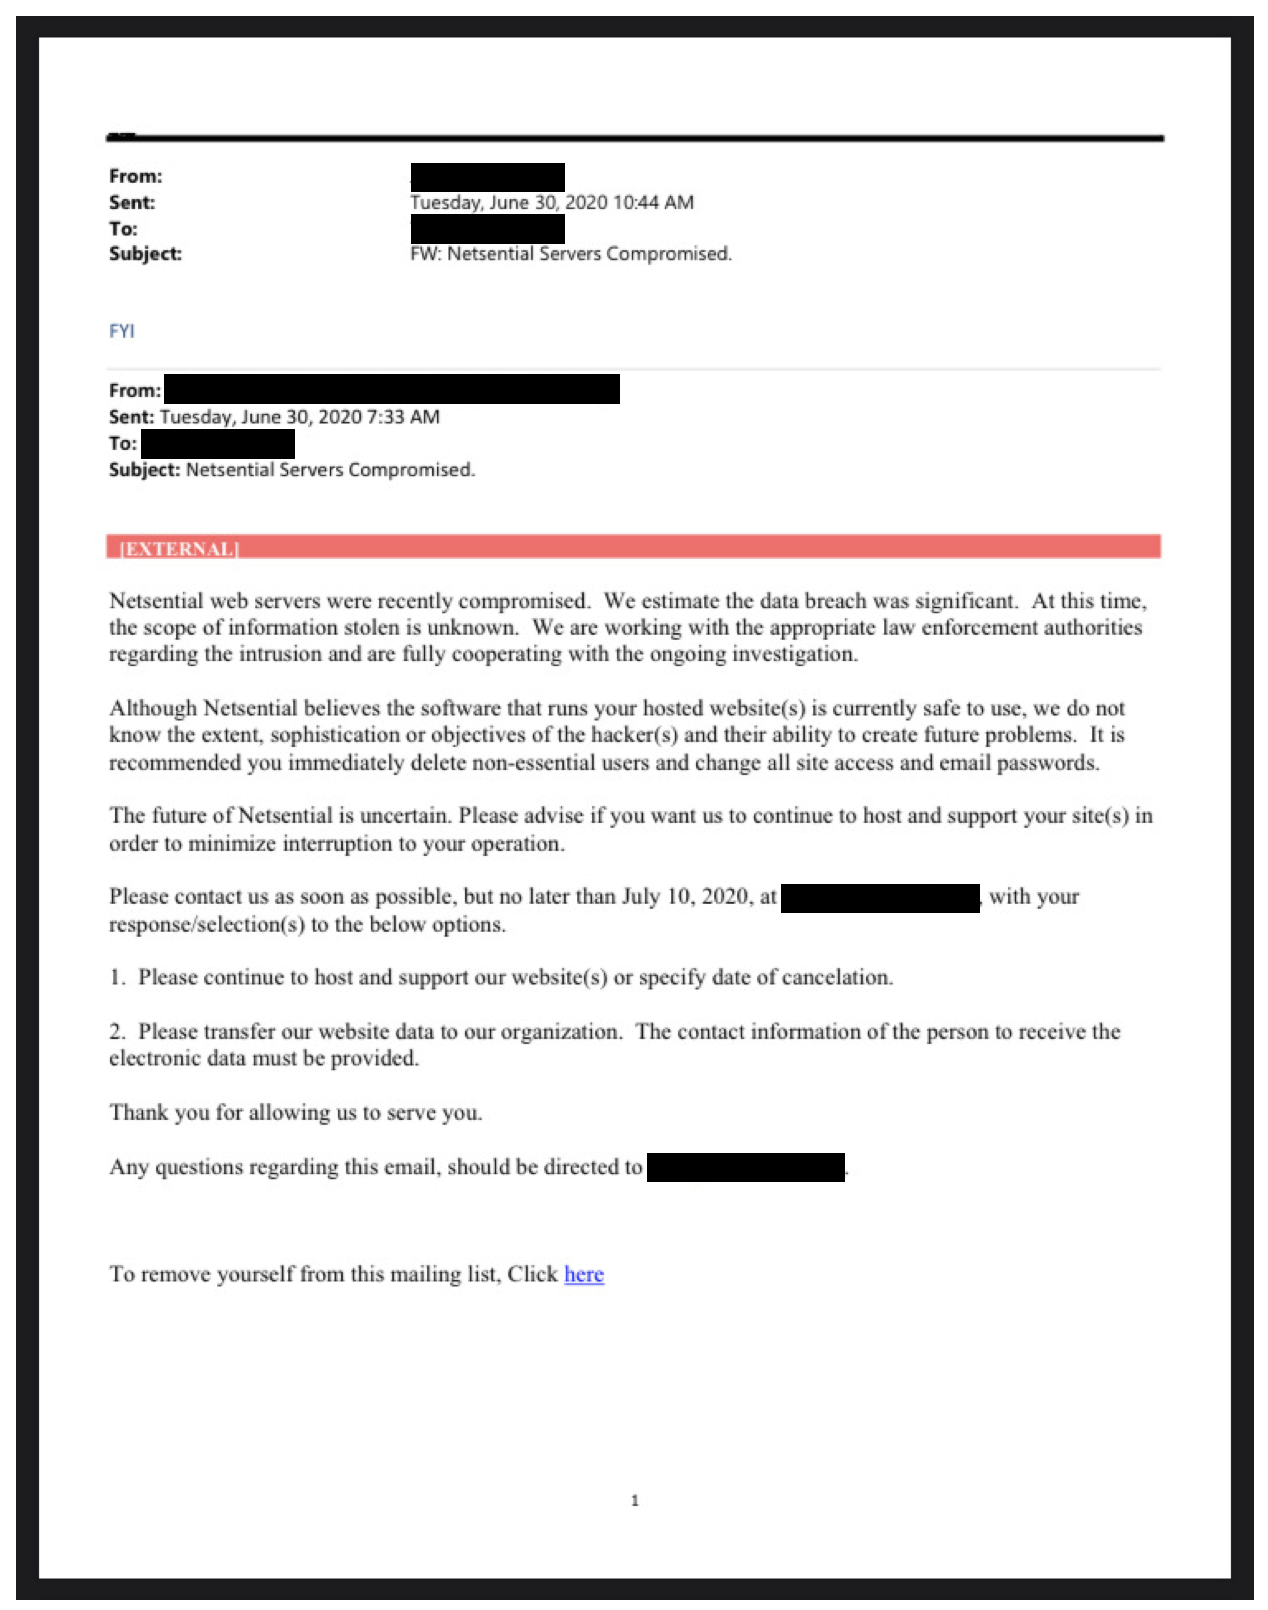 From:
Sent: Tuesday, June 30, 2020 10:44 AM
To:
Subject: FW: Netsential Servers Compromised.
FYI
From:
Sent: Tuesday, June 30, 2020 7:33 AM
To:
Subject: Netsential Servers Compromised.
[EXTERNAL]
Netsential web servers were recently compromised.  We estimate the data breach was significant.  At this time,
the scope of information stolen is unknown.  We are working with the appropriate law enforcement authorities
regarding the intrusion and are fully cooperating with the ongoing investigation.
Although Netsential believes the software that runs your hosted website(s) is currently safe to use, we do not
know the extent, sophistication or objectives of the hacker(s) and their ability to create future problems.  It is
recommended you immediately delete non-essential users and change all site access and email passwords.
The future of Netsential is uncertain. Please advise if you want us to continue to host and support your site(s) in
order to minimize interruption to your operation.
Please contact us as soon as possible, but no later than July 10, 2020, at , with your
response/selection(s) to the below options.
1.  Please continue to host and support our website(s) or specify date of cancelation.
2.  Please transfer our website data to our organization.  The contact information of the person to receive the
electronic data must be provided.
Thank you for allowing us to serve you.
Any questions regarding this email, should be directed to .
To remove yourself from this mailing list, Click here
1